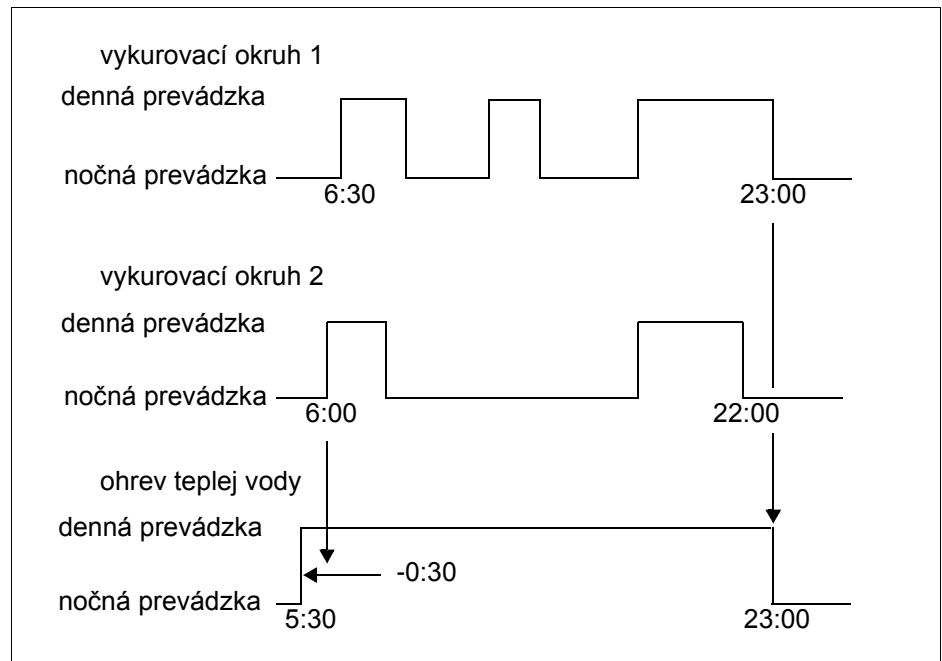 vykurovací okruh 1
denná prevádzka
nočná prevádzka
6:30 23:00
vykurovací okruh 2
denná prevádzka
nočná prevádzka
6:00 22:00
ohrev teplej vody
denná prevádzka
-0:30
nočná prevádzka
5:30 23:00